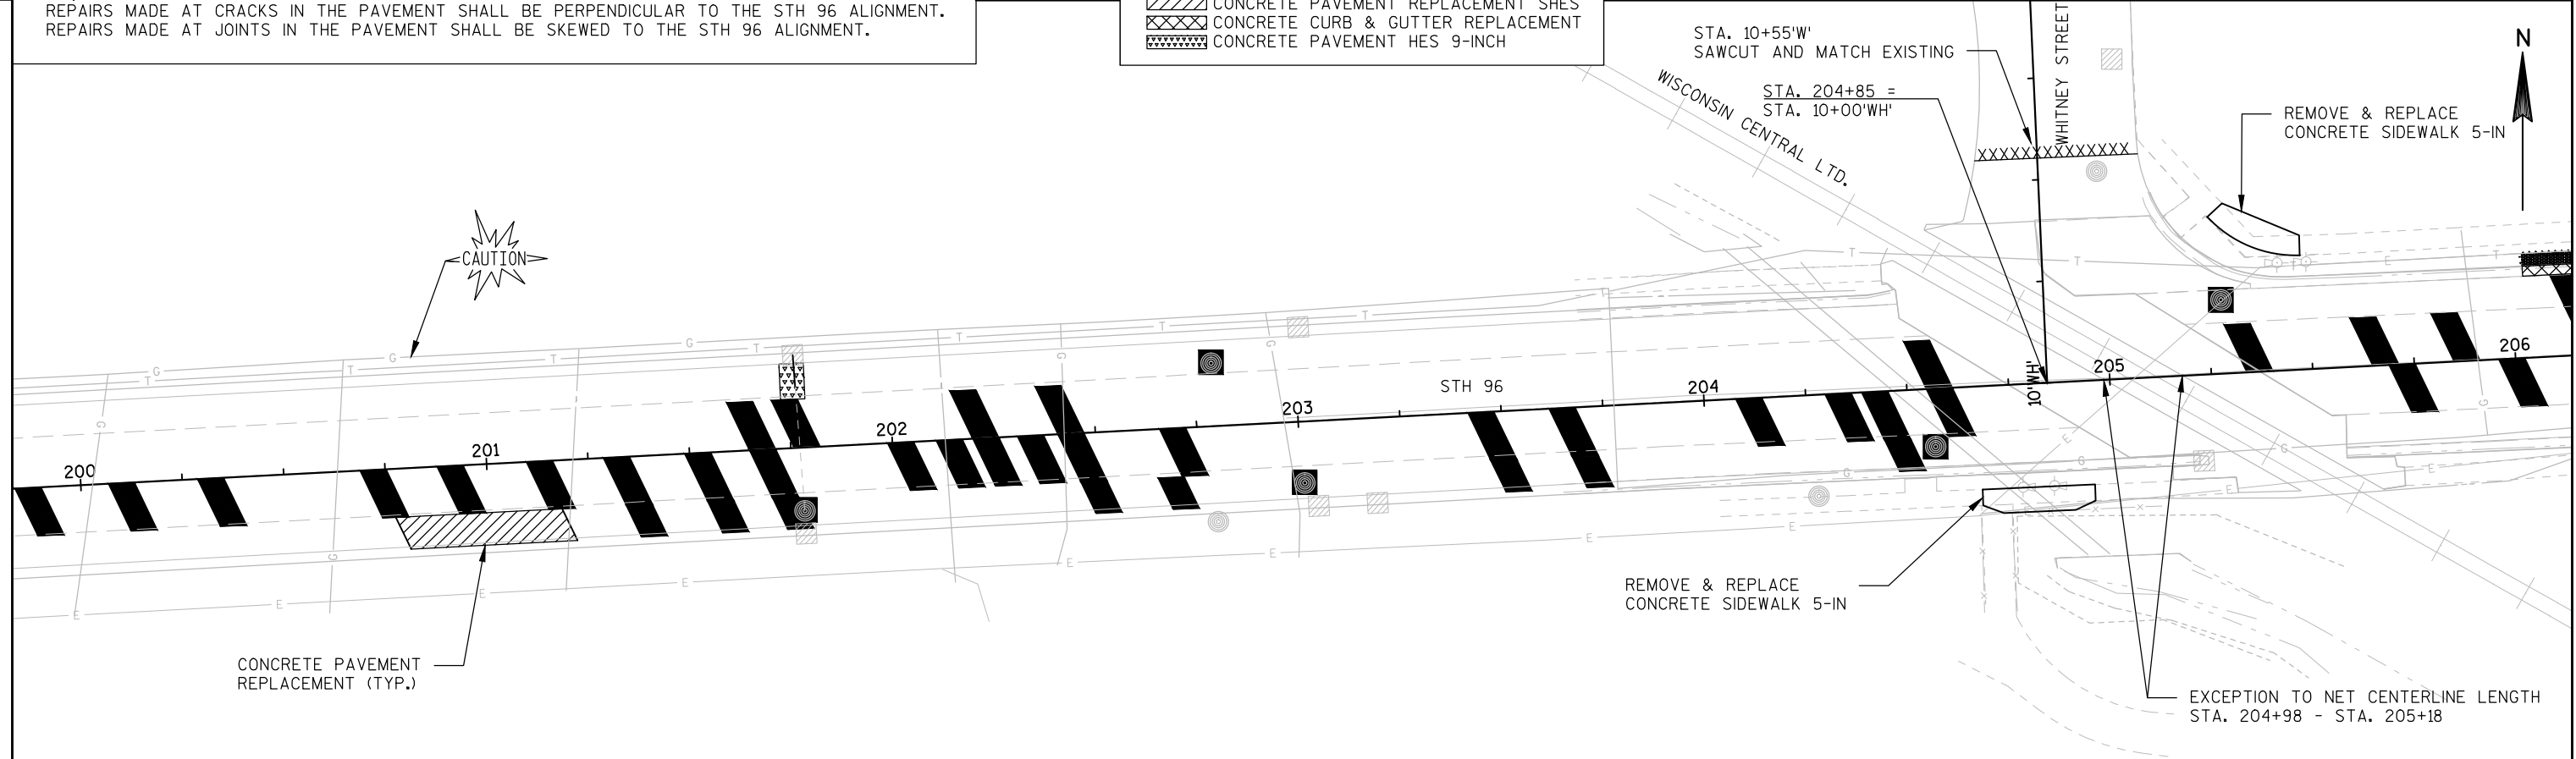 REPAIRS MADE AT CRACKS IN THE PAVEMENT SHALL BE PERPENDICULAR TO THE STH 96 ALIGNMENT.
REPAIRS MADE AT JOINTS IN THE PAVEMENT SHALL BE SKEWED TO THE STH 96 ALIGNMENT.
CONCRETE PAVEMENT REPLACEMENT SHES
CONCRETE CURB & GUTTER REPLACEMENT
CONCRETE PAVEMENT HES 9-INCH
STA. 10+55'W'
SAWCUT AND MATCH EXISTING
STA. 204+85 =
STA. 10+00'WH'
WISCONSIN CENTRAL LTD.
WHITNEY STREET
REMOVE & REPLACE
CONCRETE SIDEWALK 5-IN
N
CAUTION
STH 96
10'WH'
200
201
202
203
204
205
206
G
G
G
T
T
T
T
T
T
T
T
T
G
G
G
G
G
G
G
G
G
E
E
E
E
E
E
E
E
E
E
E
E
E
CONCRETE PAVEMENT
REPLACEMENT (TYP.)
REMOVE & REPLACE
CONCRETE SIDEWALK 5-IN
EXCEPTION TO NET CENTERLINE LENGTH
STA. 204+98 - STA. 205+18